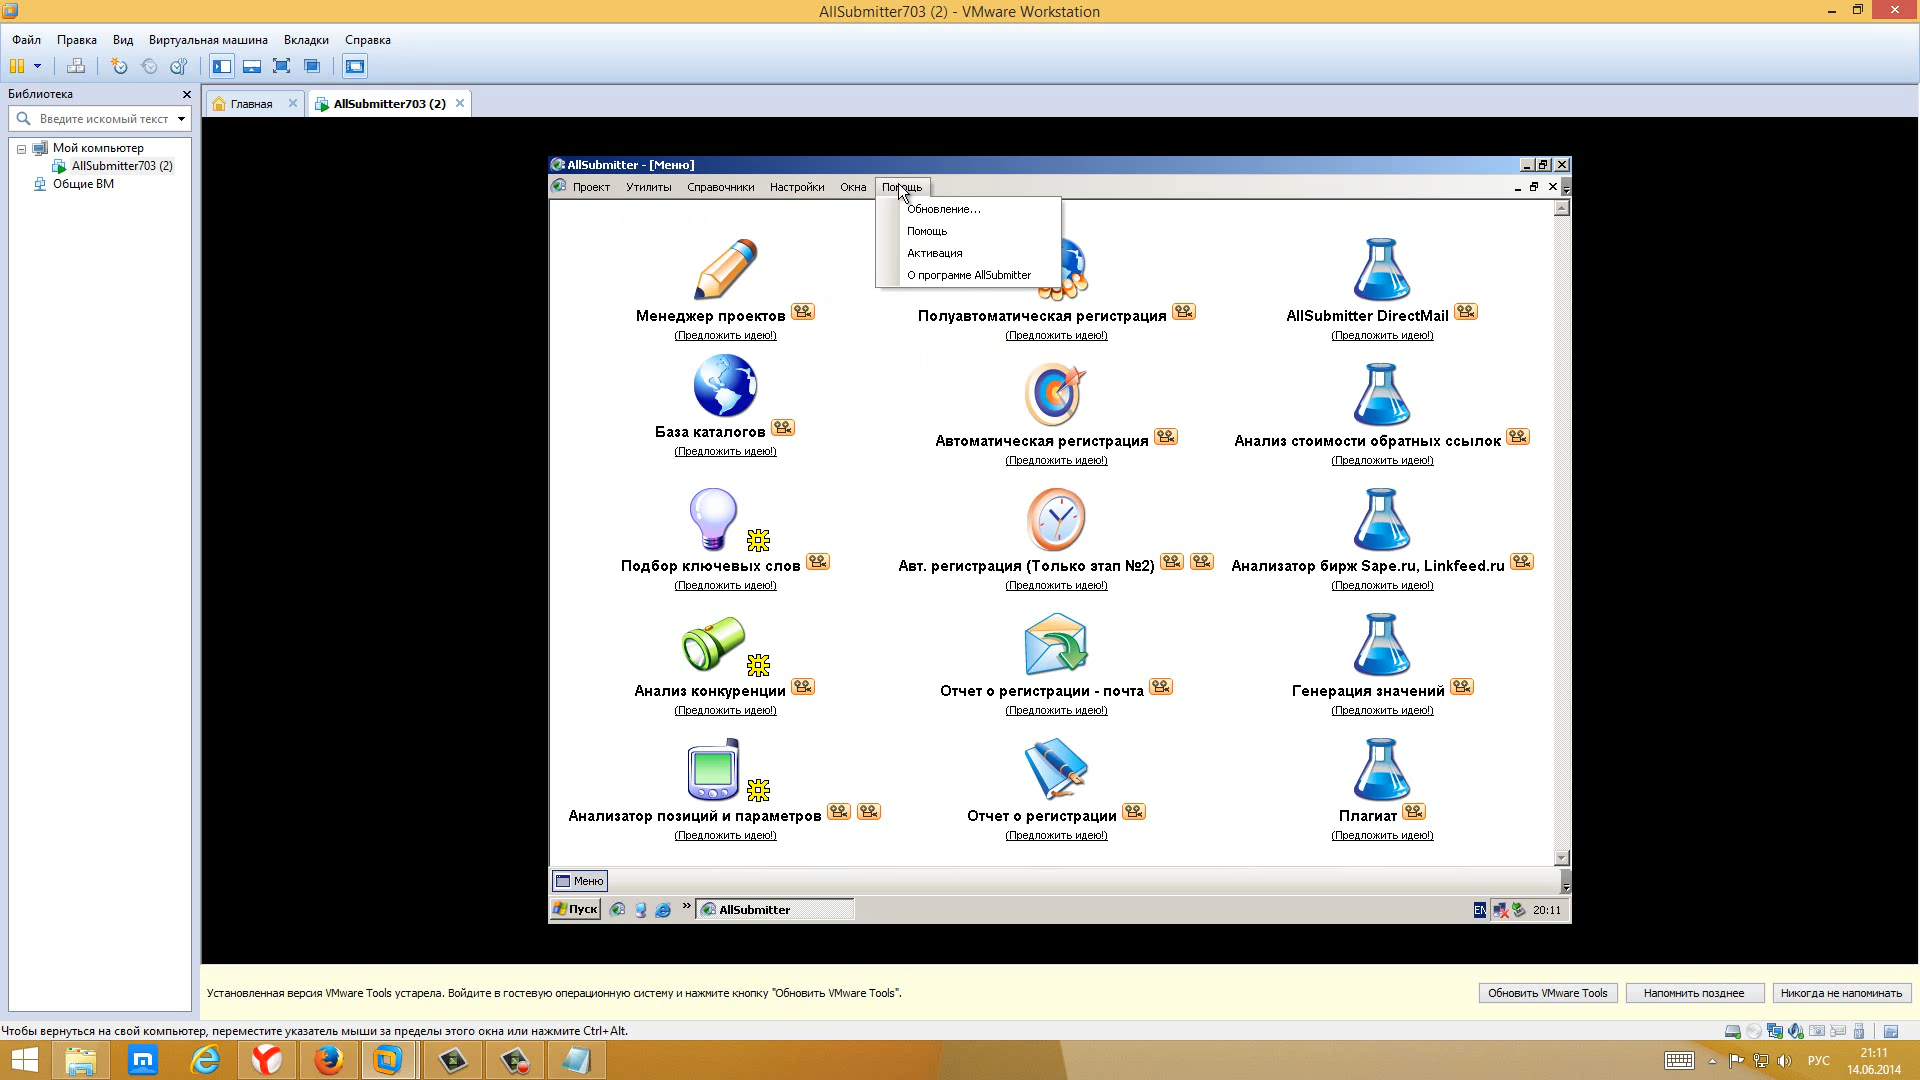 AllSubmitter703 (2) - VMware Workstation
Файл Правка Вид Виртуальная машина Вкладки Справка
Библиотека
Введите искомый текст
Мой компьютер
AllSubmitter703 (2)
Общие ВМ
Главная AllSubmitter703 (2)
AllSubmitter - [Меню]
Проект Утилиты Справочники Настройки Окна Помощь
Обновление...
Помощь
Активация
О программе AllSubmitter
Менеджер проектов Полуавтоматическая регистрация AllSubmitter DirectMail
(Предложить идею!) (Предложить идею!) (Предложить идею!)
База каталогов Автоматическая регистрация Анализ стоимости обратных ссылок
(Предложить идею!) (Предложить идею!) (Предложить идею!)
Подбор ключевых слов Авт. регистрация (Только этап №2) Анализатор бирж Sape.ru, Linkfeed.ru
(Предложить идею!) (Предложить идею!) (Предложить идею!)
Анализ конкуренции Отчет о регистрации - почта Генерация значений
(Предложить идею!) (Предложить идею!) (Предложить идею!)
Анализатор позиций и параметров Отчет о регистрации Плагиат
(Предложить идею!) (Предложить идею!) (Предложить идею!)
Меню
Пуск » AllSubmitter EN 20:11
Установленная версия VMware Tools устарела. Войдите в гостевую операционную систему и нажмите кнопку "Обновить VMware Tools".
Обновить VMware Tools Напомнить позднее Никогда не напоминать
Чтобы вернуться на свой компьютер, переместите указатель мыши за пределы этого окна или нажмите Ctrl+Alt.
РУС 21:11
14.06.2014